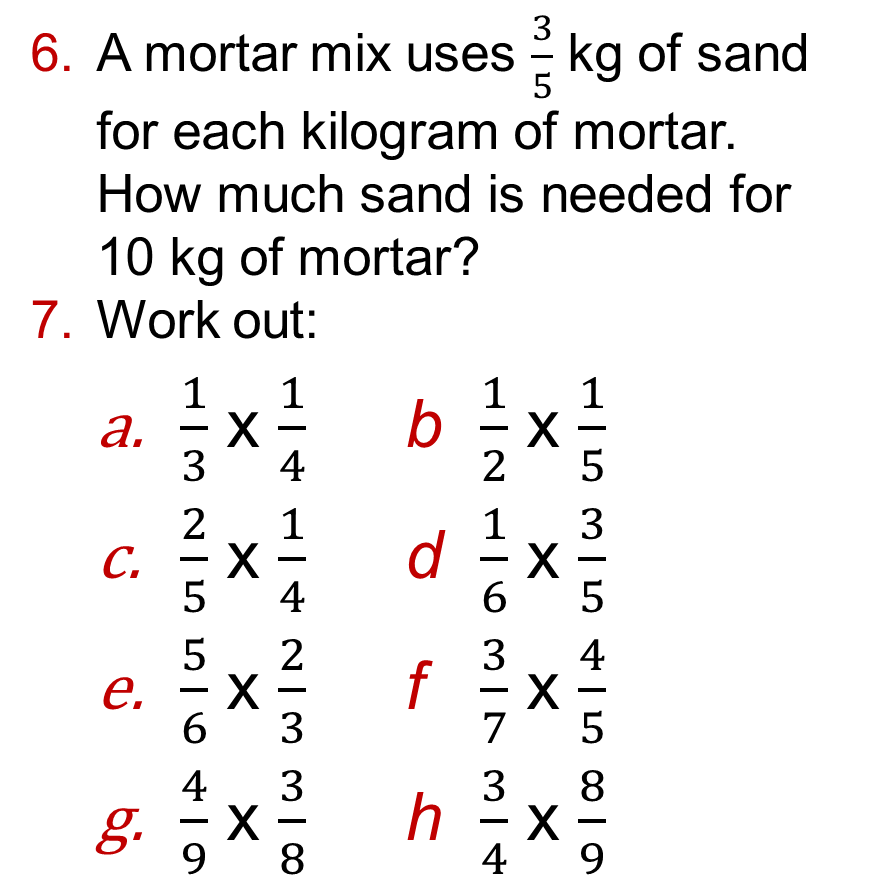 6. A mortar mix uses 3/5 kg of sand
for each kilogram of mortar.
How much sand is needed for
10 kg of mortar?
7. Work out:
a. 1/3 x 1/4 b 1/2 x 1/5
c. 2/5 x 1/4 d 1/6 x 3/5
e. 5/6 x 2/3 f 3/7 x 4/5
g. 4/9 x 3/8 h 3/4 x 8/9